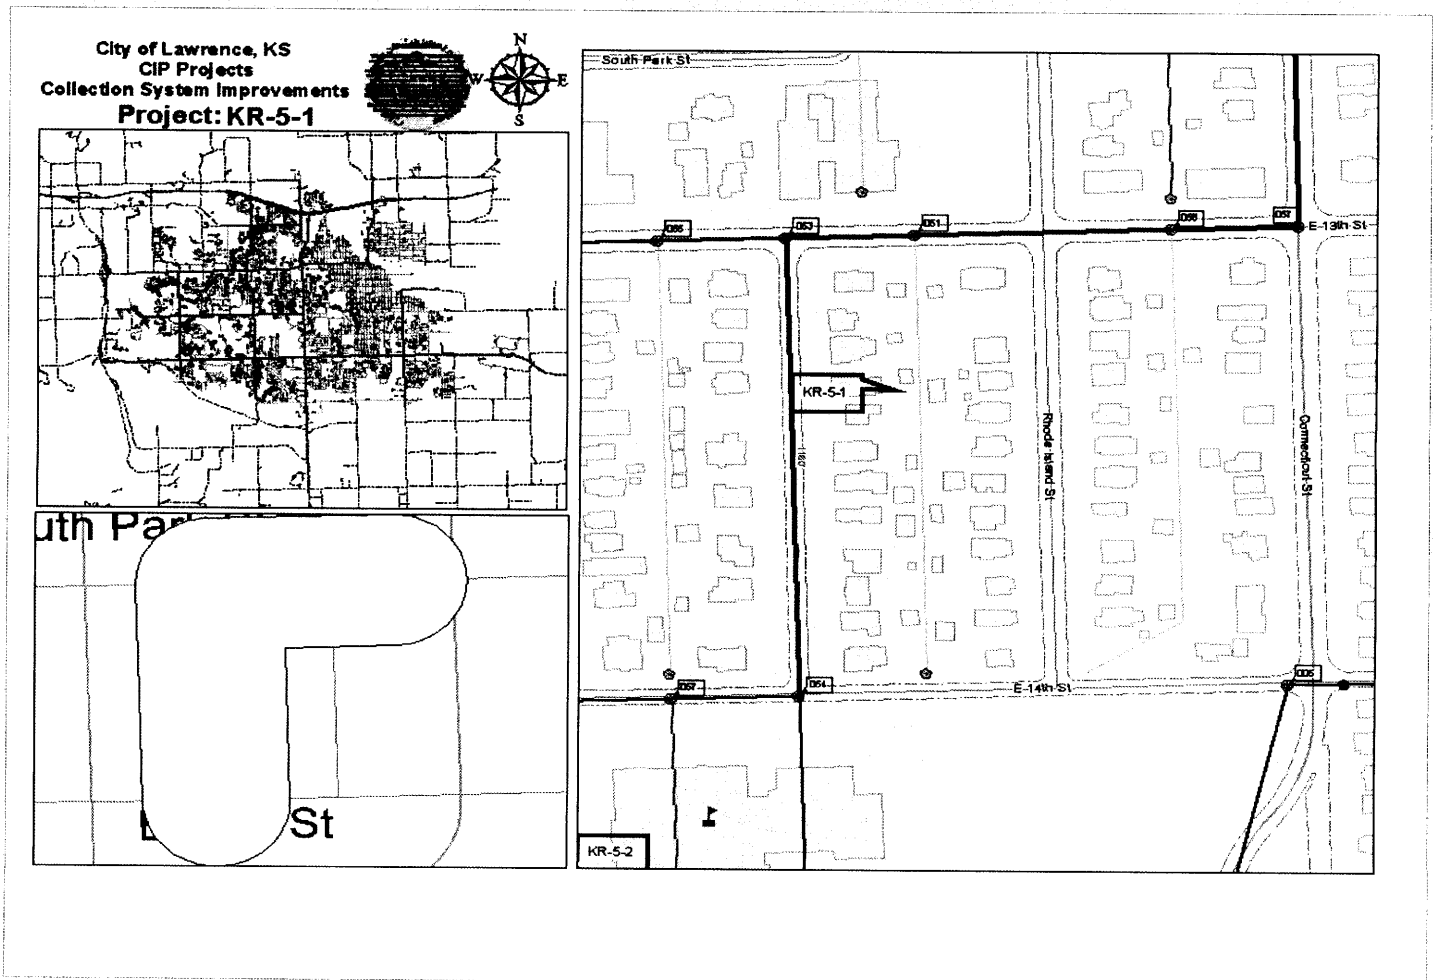 City of Lawrence, KS
CIP Projects
Collection System Improvements
Project: KR-5-1
N
W
E
S
South Park St
E 13th St
KR-5-1
Rhode Island St
Connecticut St
E 14th St
KR-5-2
uth Par
St